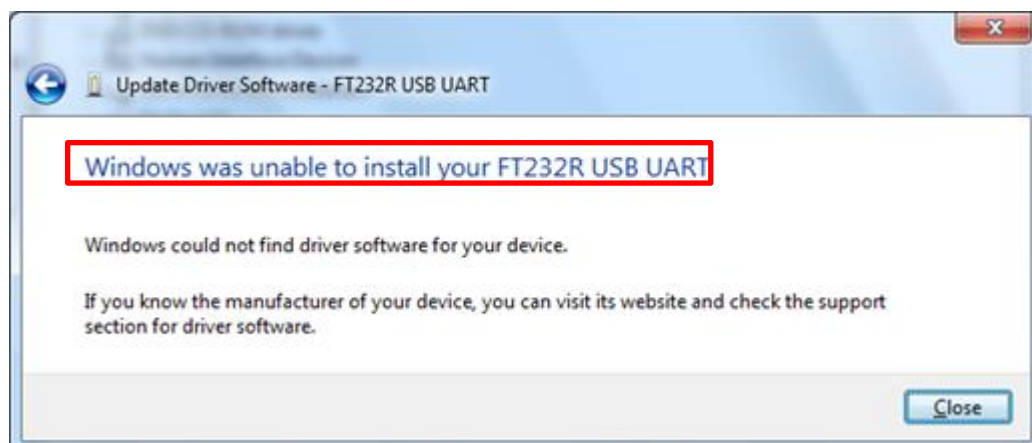 Update Driver Software - FT232R USB UART
Windows was unable to install your FT232R USB UART
Windows could not find driver software for your device.
If you know the manufacturer of your device, you can visit its website and check the support
section for driver software.
Close